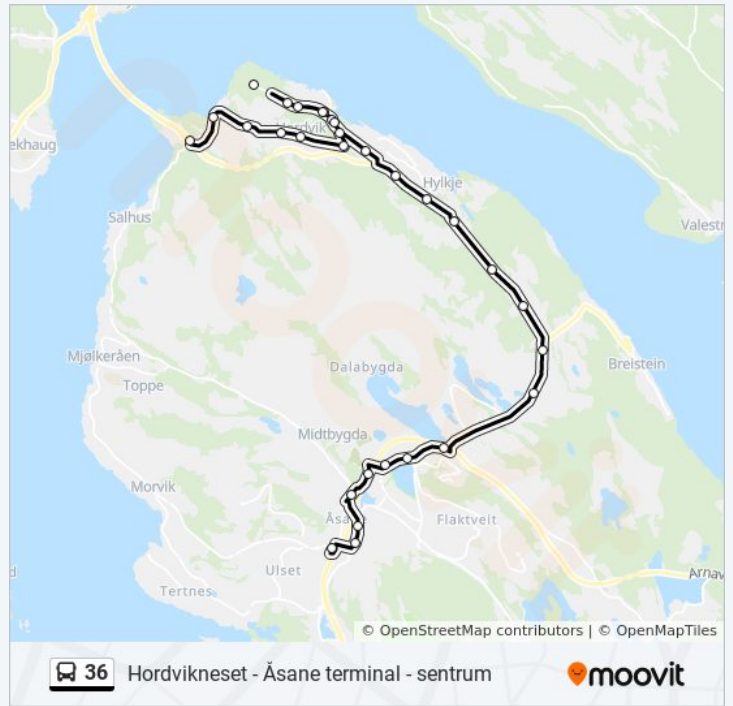 ekhaug
Hordvik
Hylkje
Salhus
Valestr
Mjølkeråen
Breistein
Dalabygda
Toppe
Midtbygda
Morvik
Åsane
Flaktveit
Ulset
Arnav
Tertnes
© OpenStreetMap contributors | © OpenMapTiles
36 Hordvikneset - Åsane terminal - sentrum
moovit